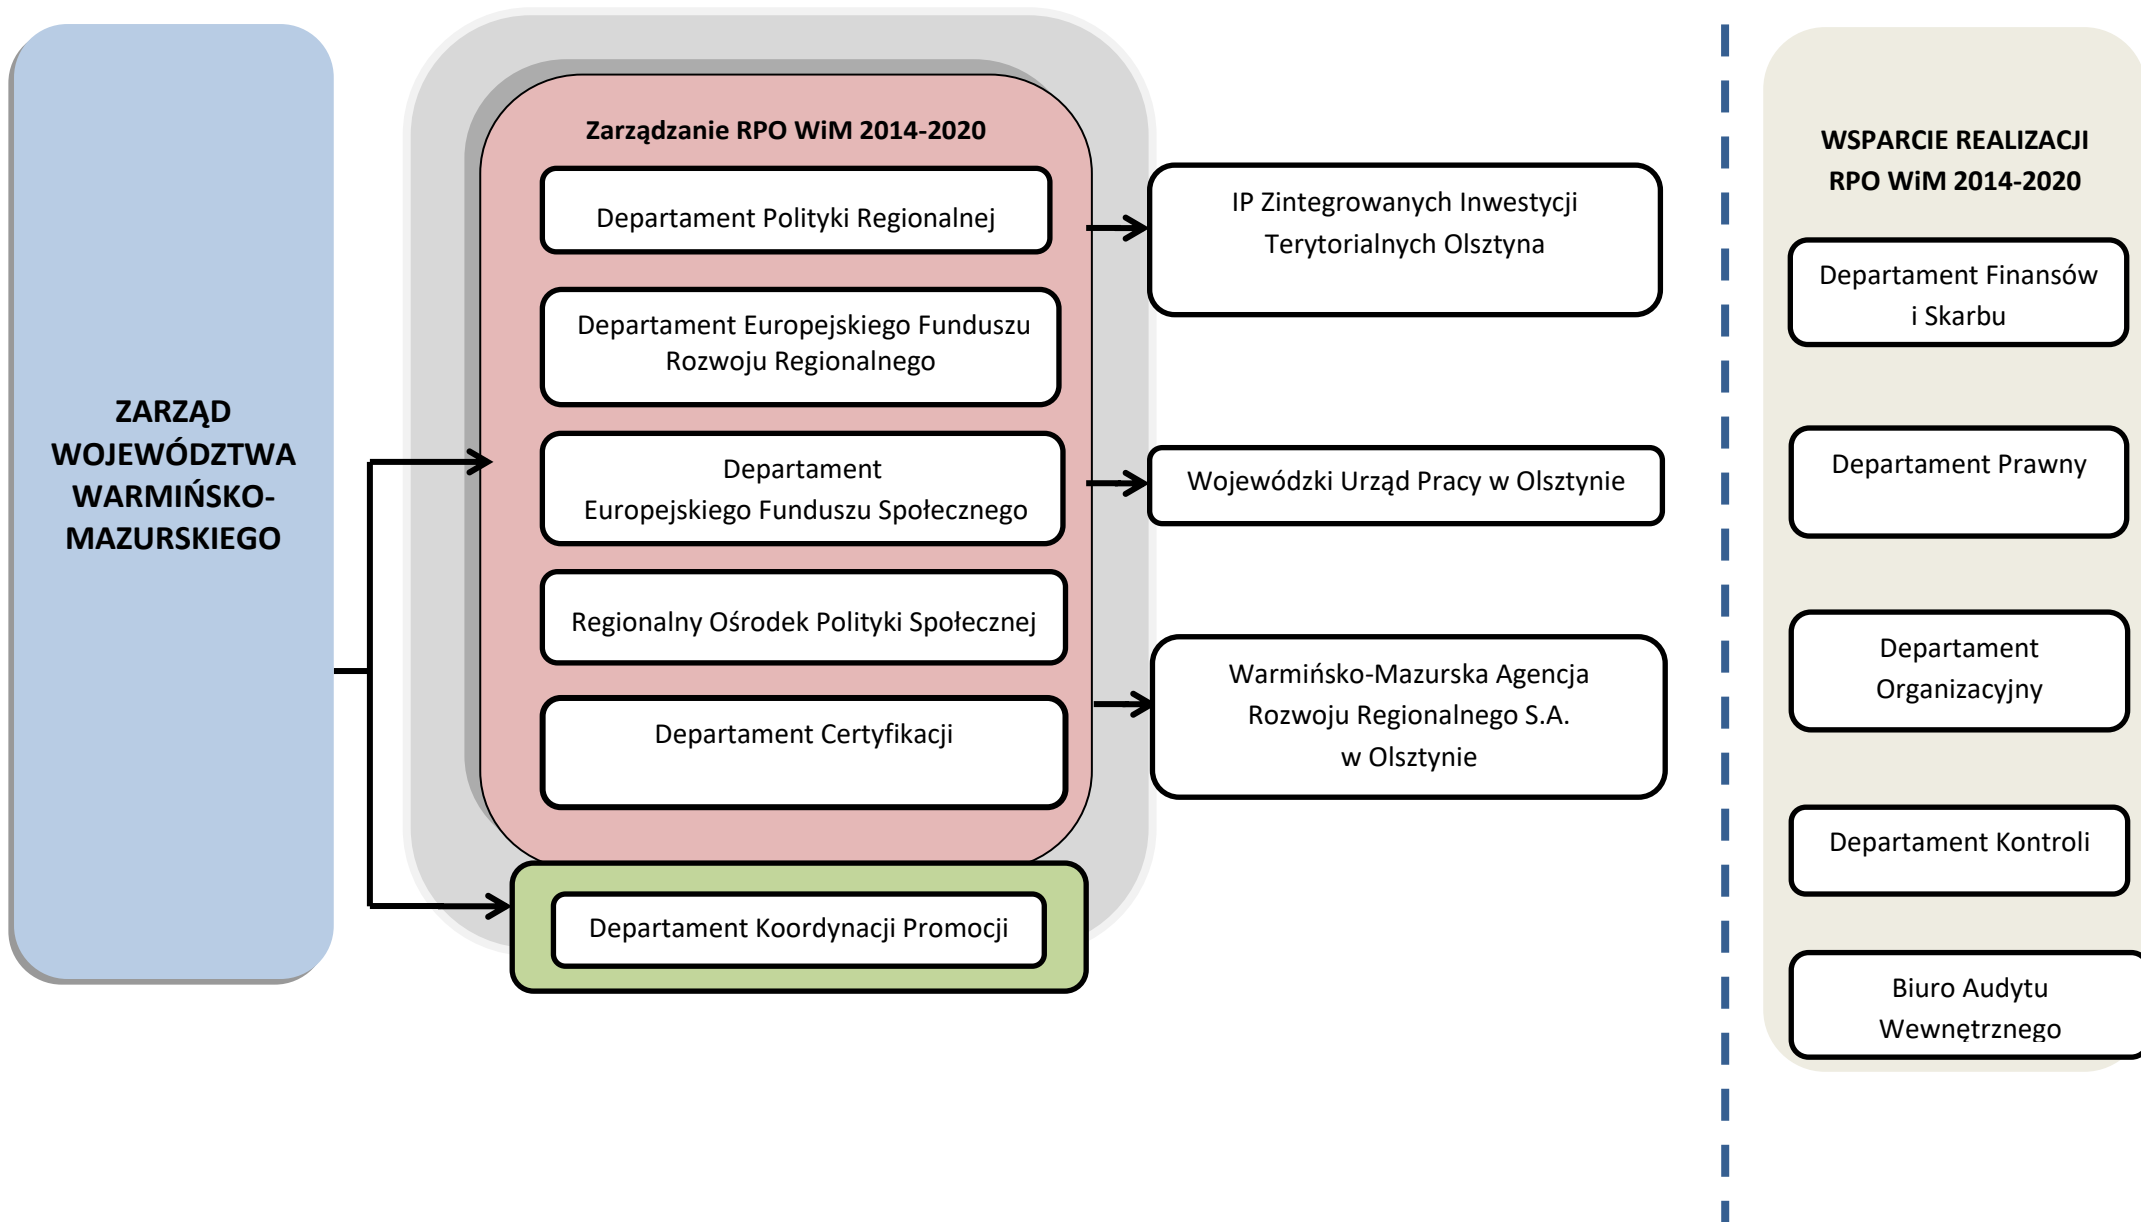 ZARZĄD
WOJEWÓDZTWA
WARMIŃSKO-
MAZURSKIEGO
Zarządzanie RPO WiM 2014-2020
Departament Polityki Regionalnej
Departament Europejskiego Funduszu
Rozwoju Regionalnego
Departament
Europejskiego Funduszu Społecznego
Regionalny Ośrodek Polityki Społecznej
Departament Certyfikacji
Departament Koordynacji Promocji
IP Zintegrowanych Inwestycji
Terytorialnych Olsztyna
Wojewódzki Urząd Pracy w Olsztynie
Warmińsko-Mazurska Agencja
Rozwoju Regionalnego S.A.
w Olsztynie
WSPARCIE REALIZACJI
RPO WiM 2014-2020
Departament Finansów
i Skarbu
Departament Prawny
Departament
Organizacyjny
Departament Kontroli
Biuro Audytu
Wewnętrznego